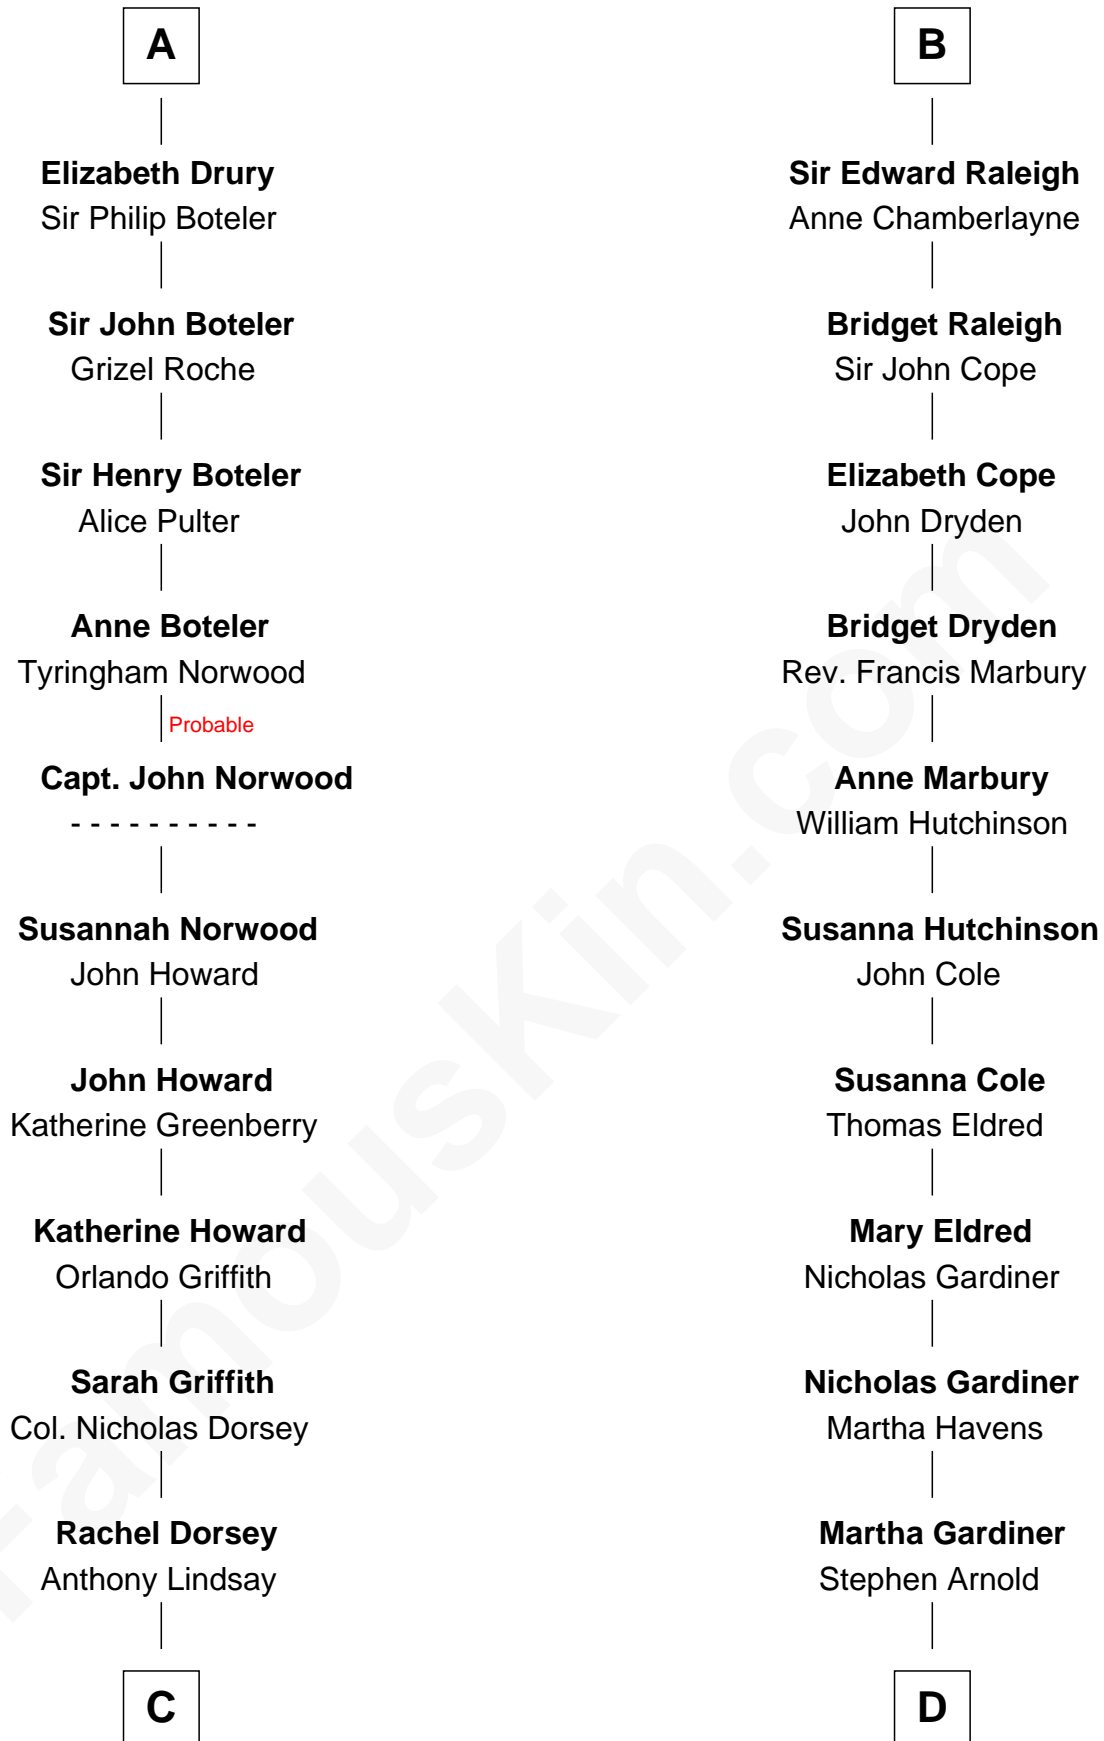 A
Elizabeth Drury
Sir Philip Boteler
Sir John Boteler
Grizel Roche
Sir Henry Boteler
Alice Pulter
Anne Boteler
Tyringham Norwood
Probable
Capt. John Norwood
- - - - - - - - - -
Susannah Norwood
John Howard
John Howard
Katherine Greenberry
Katherine Howard
Orlando Griffith
Sarah Griffith
Col. Nicholas Dorsey
Rachel Dorsey
Anthony Lindsay
C
B
Sir Edward Raleigh
Anne Chamberlayne
Bridget Raleigh
Sir John Cope
Elizabeth Cope
John Dryden
Bridget Dryden
Rev. Francis Marbury
Anne Marbury
William Hutchinson
Susanna Hutchinson
John Cole
Susanna Cole
Thomas Eldred
Mary Eldred
Nicholas Gardiner
Nicholas Gardiner
Martha Havens
Martha Gardiner
Stephen Arnold
D
FamousKin.com